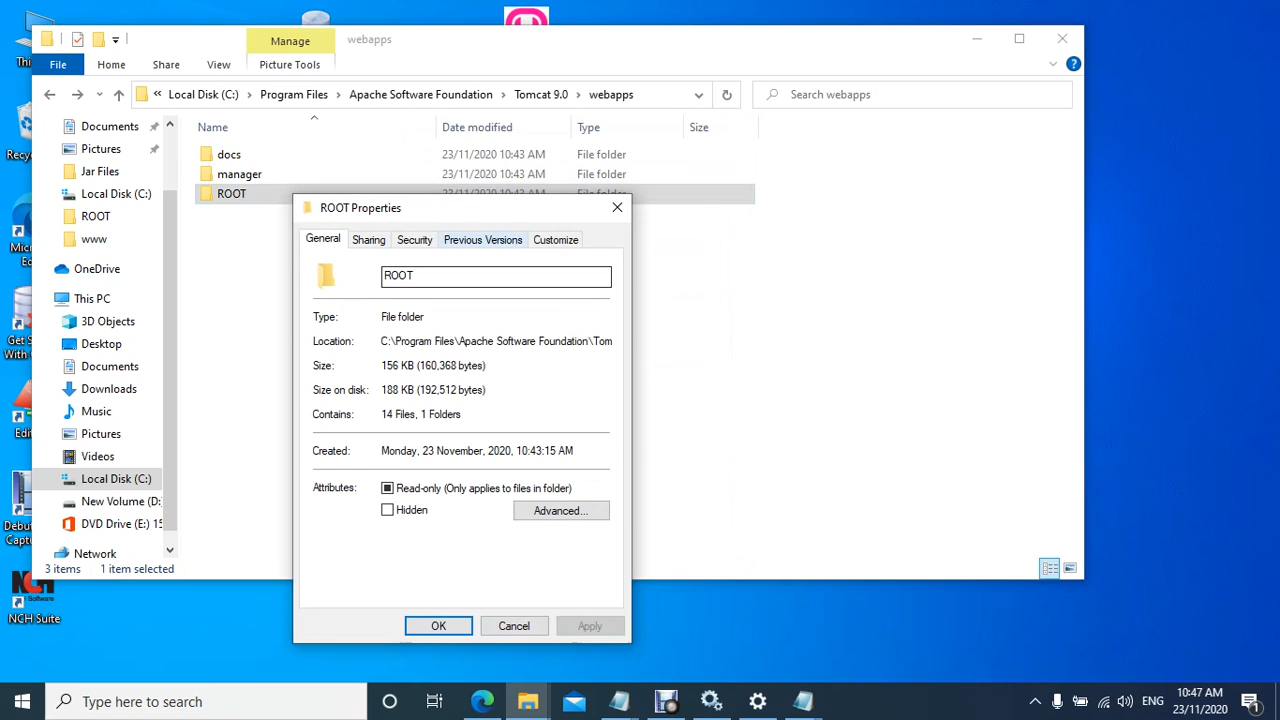 Manage
webapps
File
Home
Share
View
Picture Tools
?
« Local Disk (C:) > Program Files > Apache Software Foundation > Tomcat 9.0 > webapps
Search webapps
Documents
Pictures
Jar Files
Local Disk (C:)
ROOT
www
OneDrive
This PC
3D Objects
Desktop
Documents
Downloads
Music
Pictures
Videos
Local Disk (C:)
New Volume (D:
DVD Drive (E:) 15
Network
Name
Date modified
Type
Size
docs
23/11/2020 10:43 AM
File folder
manager
23/11/2020 10:43 AM
File folder
ROOT
23/11/2020 10:43 AM
File folder
3 items
1 item selected
ROOT Properties
General
Sharing
Security
Previous Versions
Customize
ROOT
Type:
File folder
Location:
C:\Program Files\Apache Software Foundation\Tom
Size:
156 KB (160,368 bytes)
Size on disk:
188 KB (192,512 bytes)
Contains:
14 Files, 1 Folders
Created:
Monday, 23 November, 2020, 10:43:15 AM
Attributes:
Read-only (Only applies to files in folder)
Hidden
Advanced...
OK
Cancel
Apply
NCH
Software
NCH Suite
Type here to search
ENG
10:47 AM
23/11/2020
1